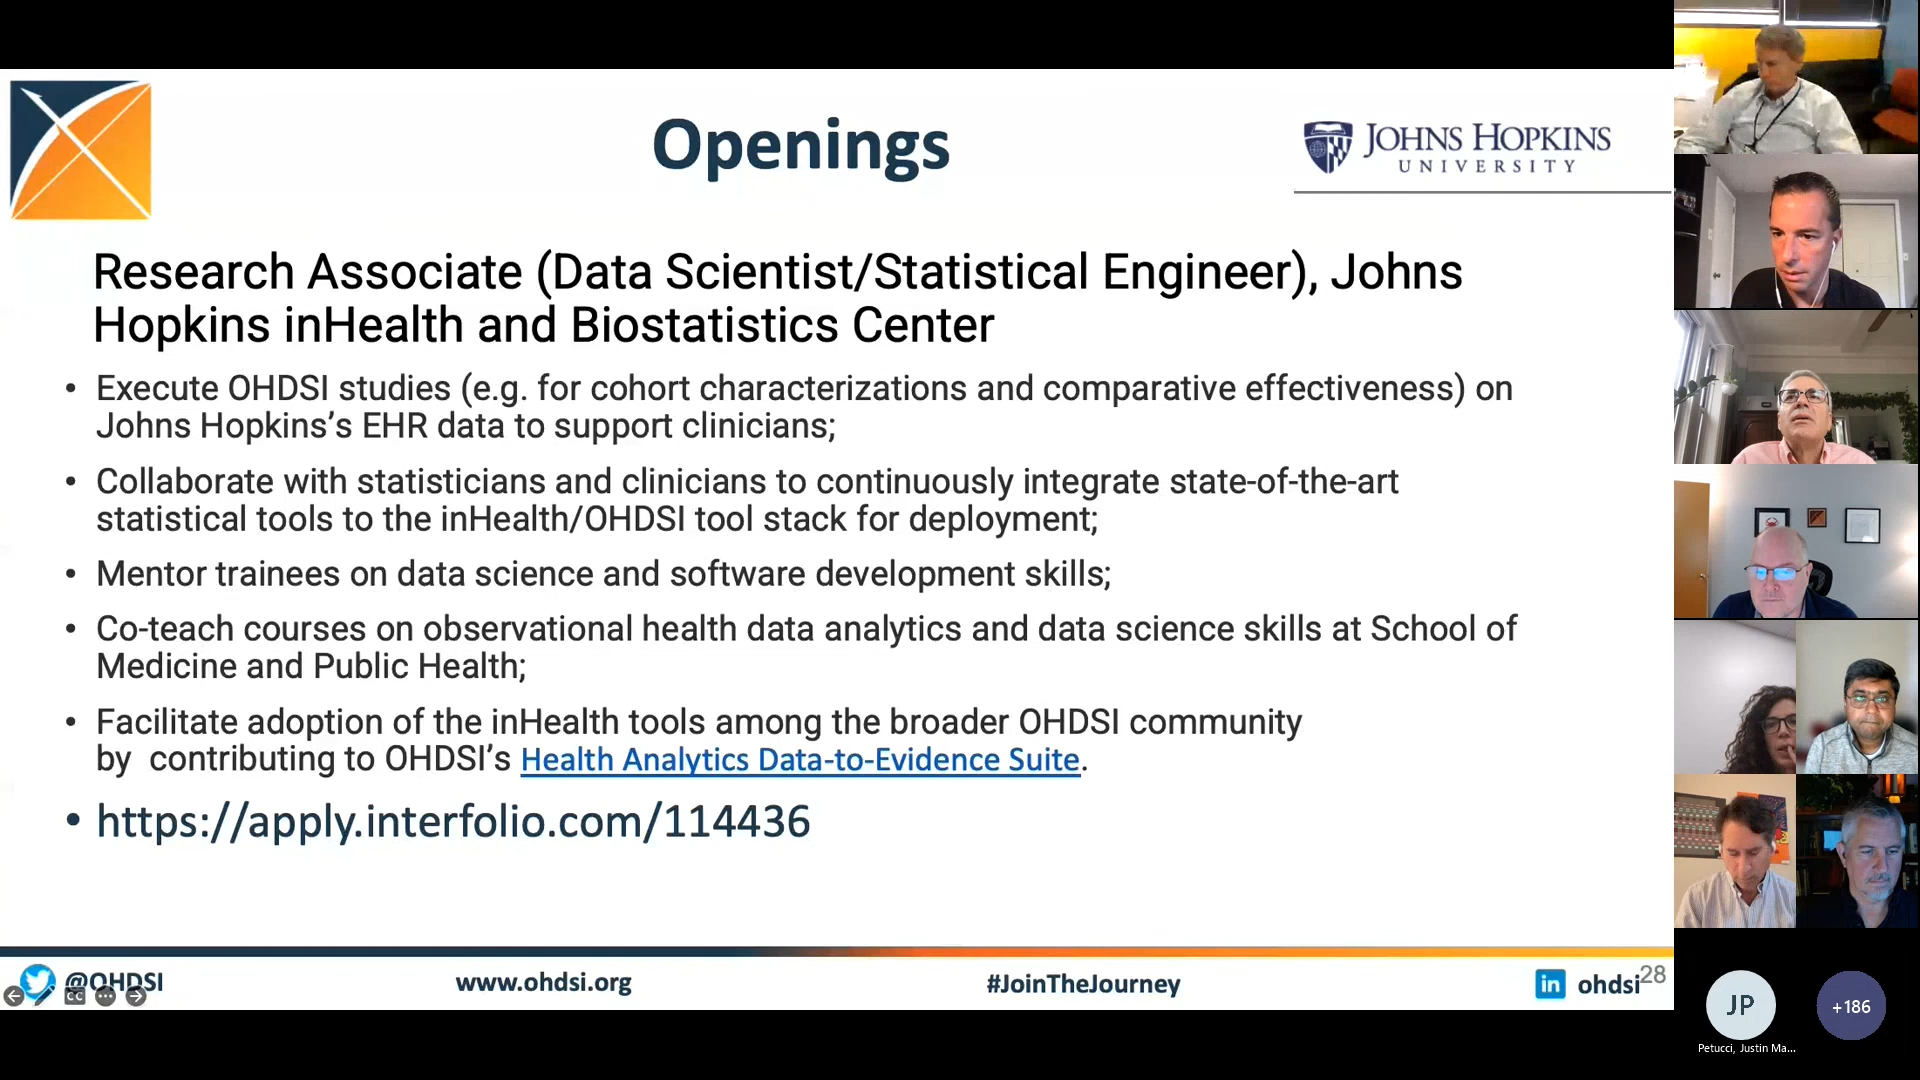 Openings
JOHNS HOPKINS
UNIVERSITY
Research Associate (Data Scientist/Statistical Engineer), Johns
Hopkins inHealth and Biostatistics Center
• Execute OHDSI studies (e.g. for cohort characterizations and comparative effectiveness) on
Johns Hopkins’s EHR data to support clinicians;
• Collaborate with statisticians and clinicians to continuously integrate state-of-the-art
statistical tools to the inHealth/OHDSI tool stack for deployment;
• Mentor trainees on data science and software development skills;
• Co-teach courses on observational health data analytics and data science skills at School of
Medicine and Public Health;
• Facilitate adoption of the inHealth tools among the broader OHDSI community
by  contributing to OHDSI’s Health Analytics Data-to-Evidence Suite.
• https://apply.interfolio.com/114436
@OHDSI
www.ohdsi.org
#JoinTheJourney
in ohdsi
28
CC
JP
+186
Petucci, Justin Ma...